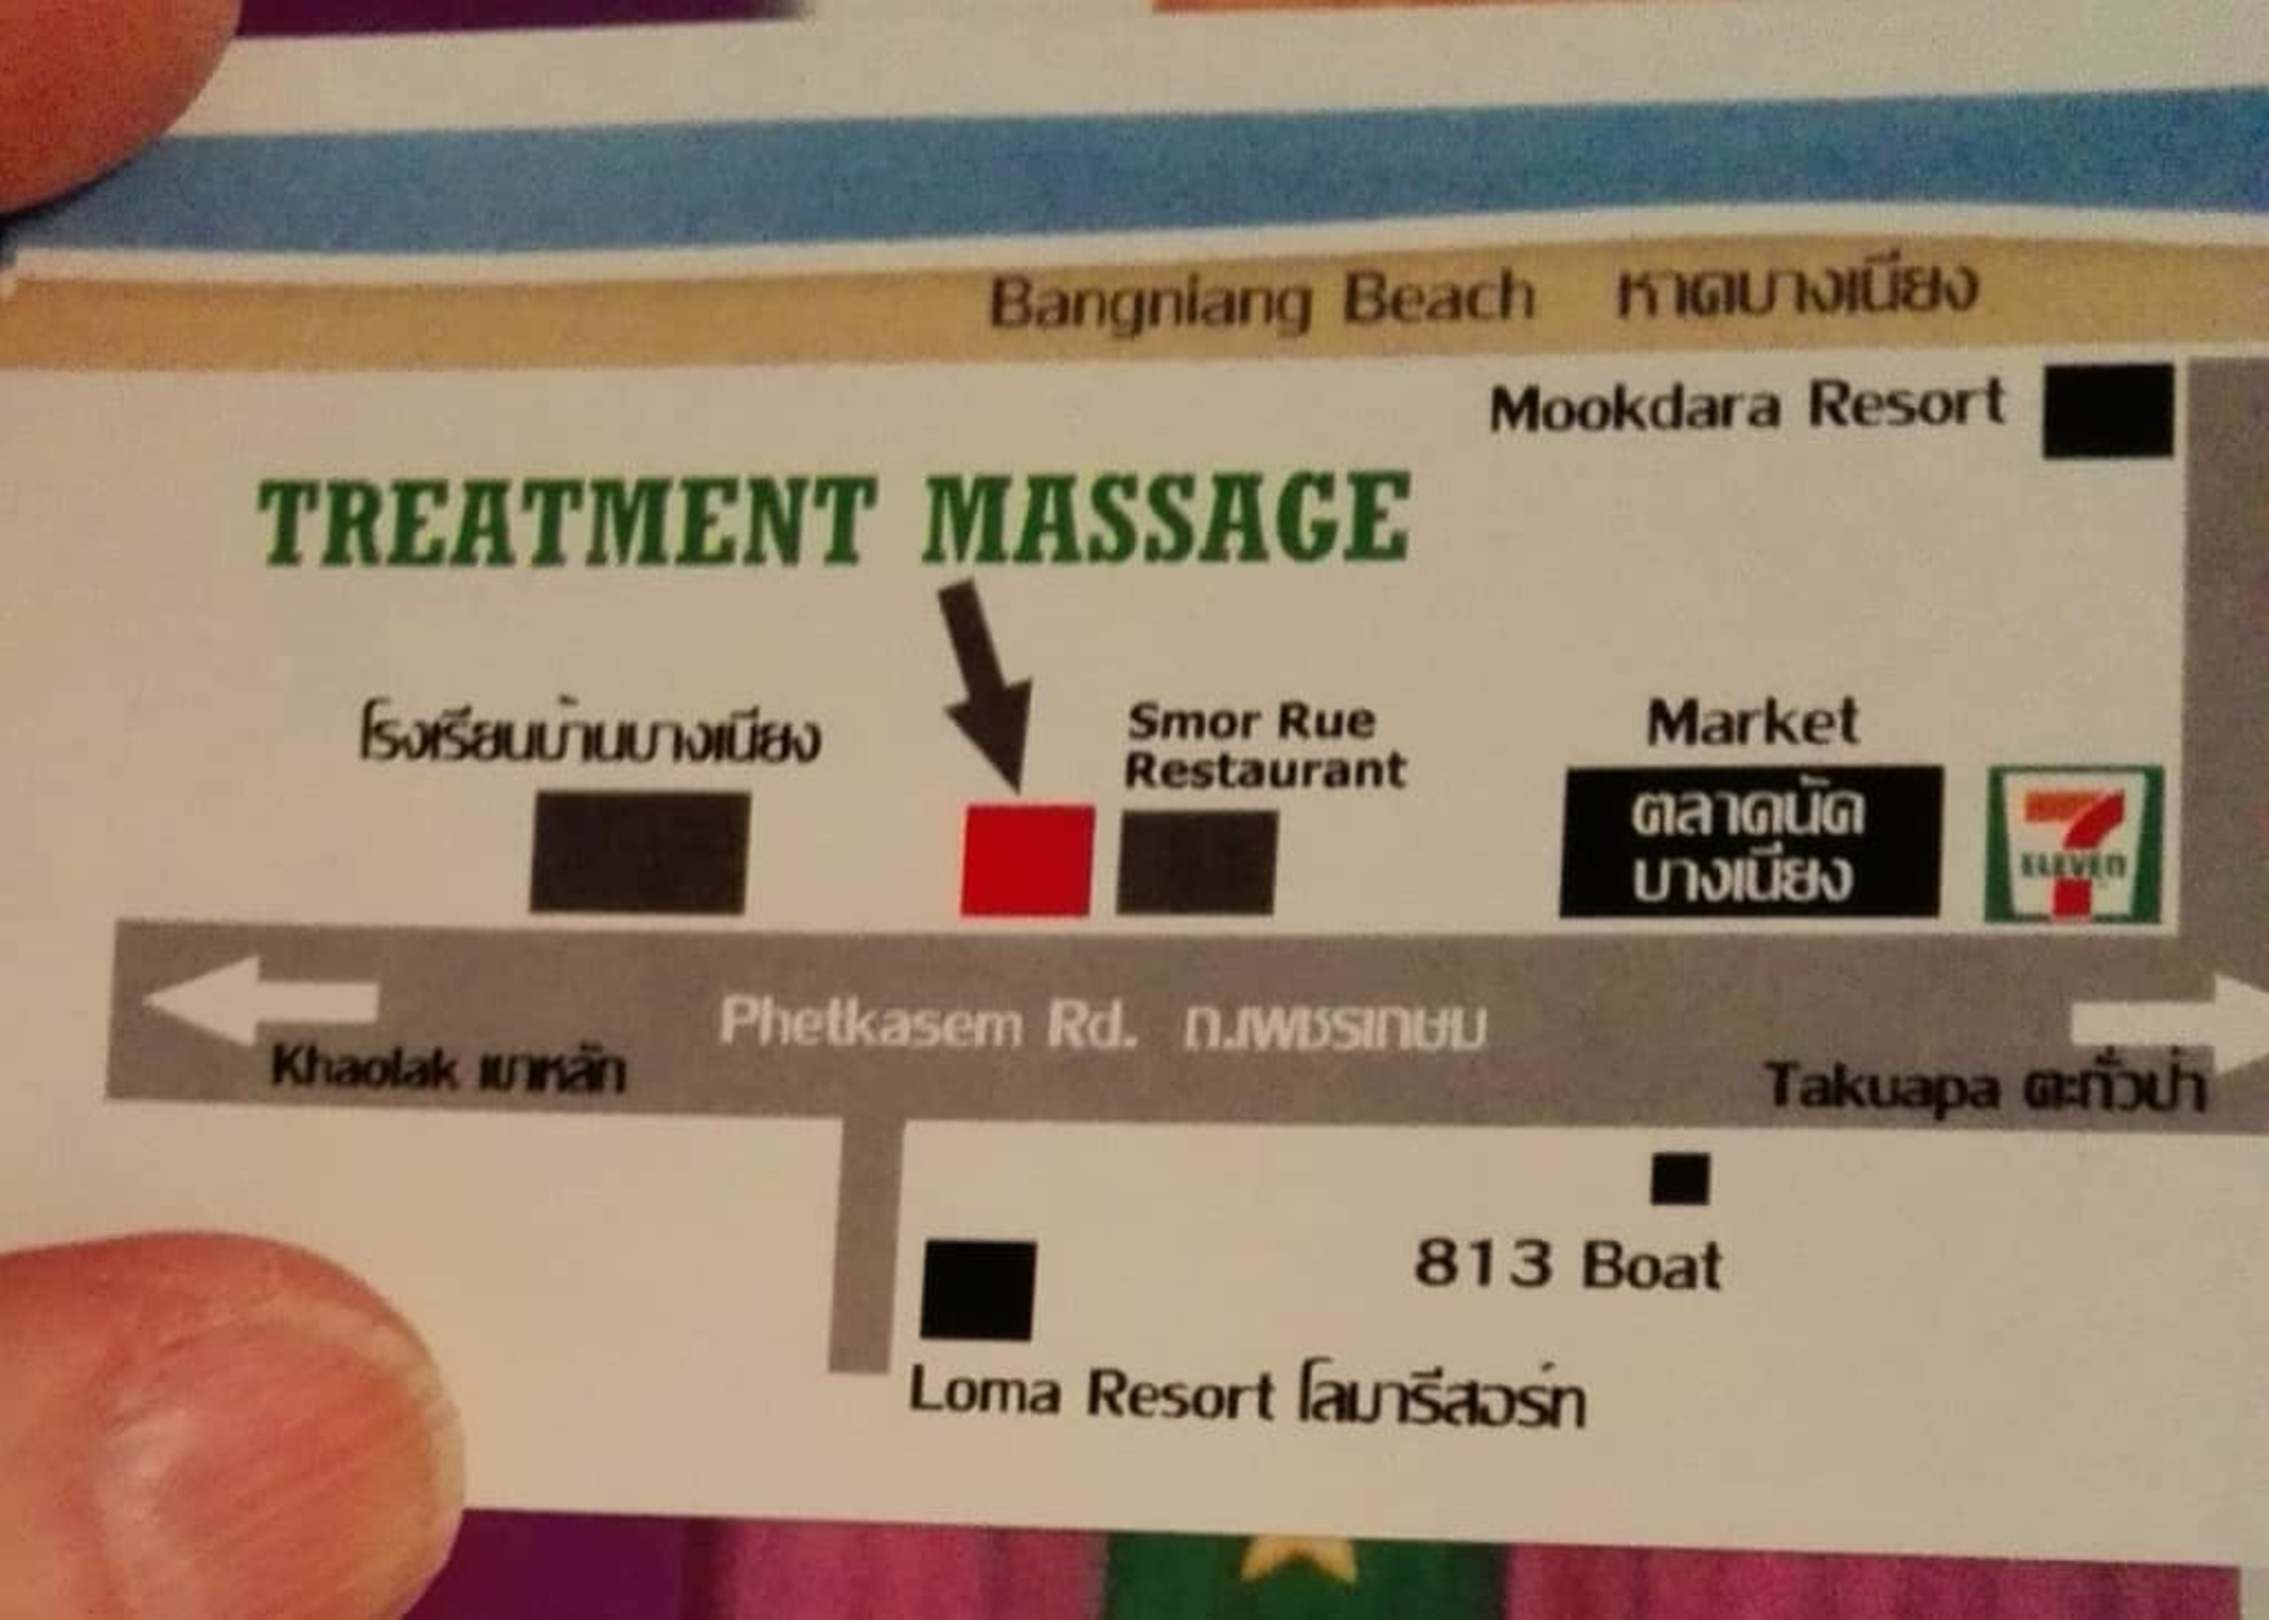 Bangniang Beach หาดบางเนียง
Mookdara Resort
TREATMENT MASSAGE
โรงเรียนบ้านบางเนียง
Smor Rue
Restaurant
Market
ตลาดนัด
บางเนียง
7
ELEVEn
Phetkasem Rd. ถ.เพชรเกษม
Khaolak เขาหลัก
Takuapa ตะกั่วป่า
813 Boat
Loma Resort โลมารีสอร์ท